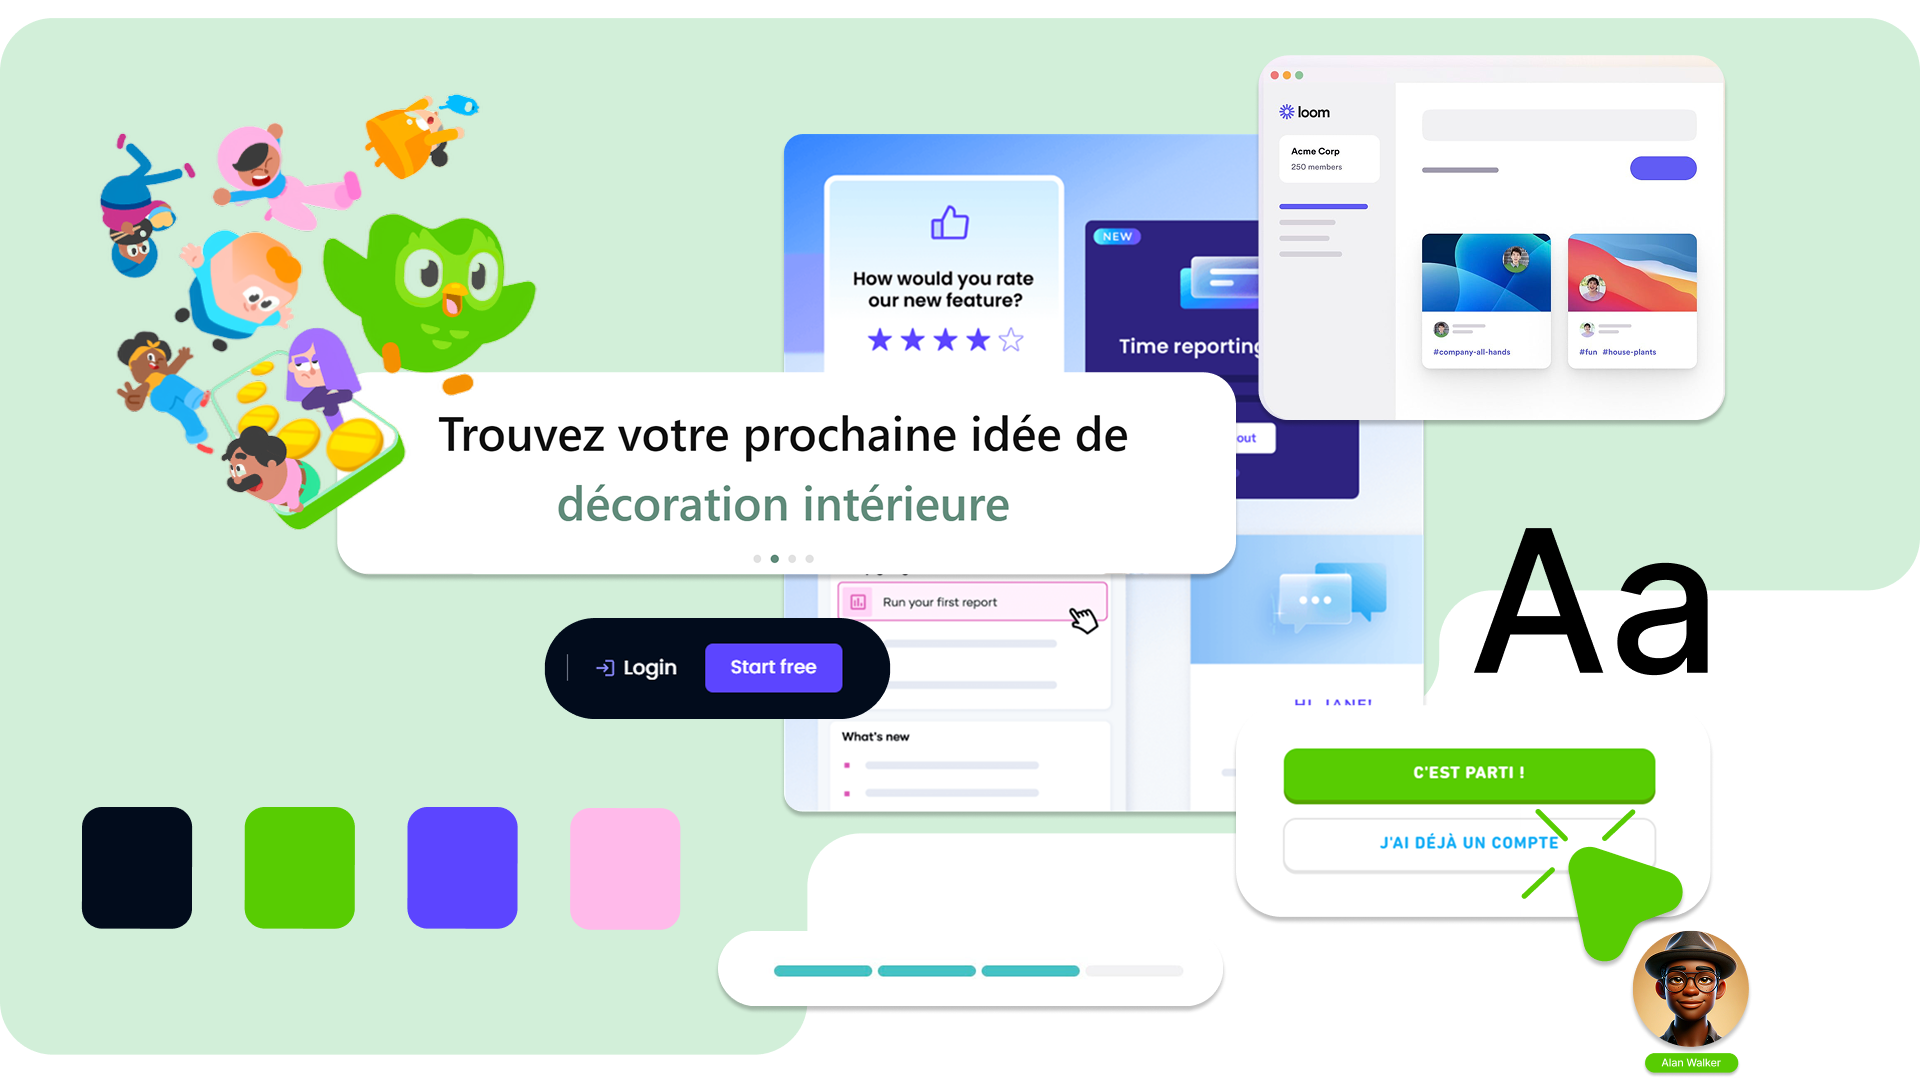 loom
Acme Corp
250 members
#company-all-hands
#fun #house-plants
How would you rate
our new feature?
NEW
Time reporting
out
Trouvez votre prochaine idée de
décoration intérieure
Run your first report
Login
Start free
What's new
HI, JANE!
Aa
C'EST PARTI !
J'AI DÉJÀ UN COMPTE
Alan Walker